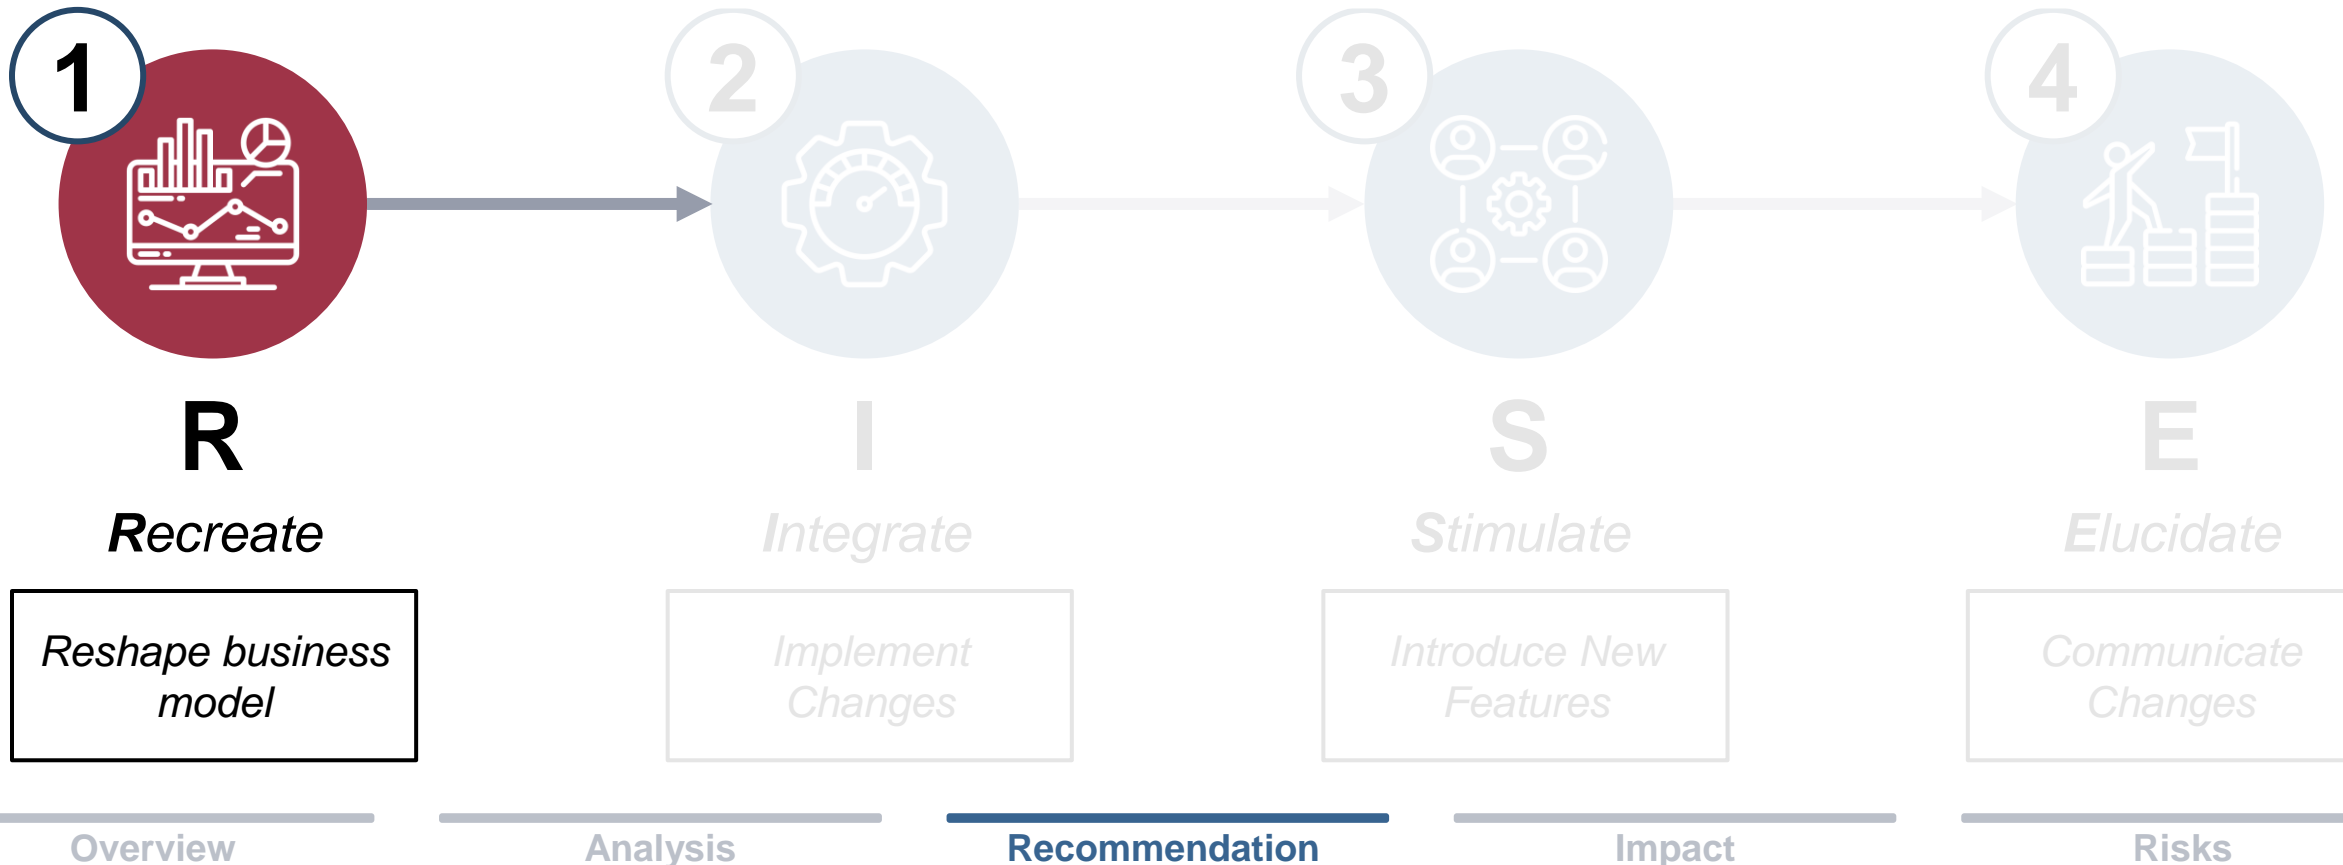 1
2
3
4
R
I
S
E
Recreate
Integrate
Stimulate
Elucidate
Reshape business
model
Implement
Changes
Introduce New
Features
Communicate
Changes
Overview
Analysis
Recommendation
Impact
Risks